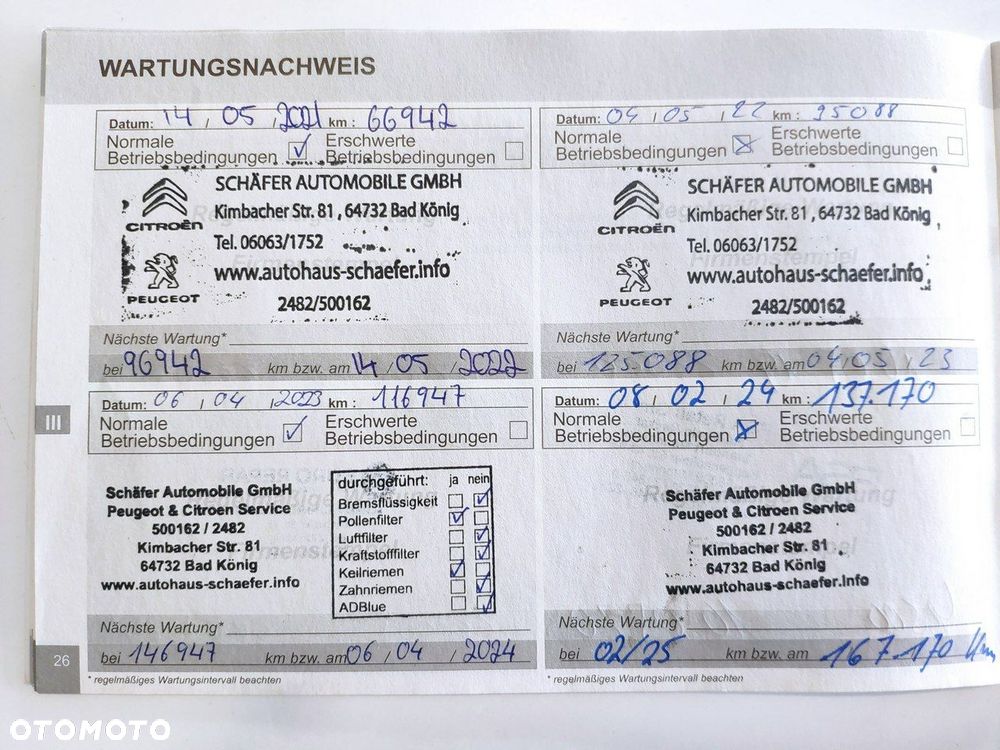 WARTUNGSNACHWEIS
Datum: 14 / 05 / 2021 km : 66942
Normale Betriebsbedingungen
Erschwerte Betriebsbedingungen
CITROËN
PEUGEOT
SCHÄFER AUTOMOBILE GMBH
Kimbacher Str. 81 , 64732 Bad König
Tel. 06063/1752
www.autohaus-schaefer.info
2482/500162
Nächste Wartung*
bei 96942 km bzw. am 14 / 05 / 2022
Datum: 04 / 05 / 22 km : 95088
Normale Betriebsbedingungen
Erschwerte Betriebsbedingungen
CITROËN
PEUGEOT
SCHÄFER AUTOMOBILE GMBH
Kimbacher Str. 81 , 64732 Bad König
Tel. 06063/1752
www.autohaus-schaefer.info
2482/500162
Nächste Wartung*
bei 125088 km bzw. am 04 / 05 / 23
III
Datum: 06 / 04 / 2023 km : 116947
Normale Betriebsbedingungen
Erschwerte Betriebsbedingungen
Schäfer Automobile GmbH
Peugeot & Citroen Service
500162 / 2482
Kimbacher Str. 81
64732 Bad König
www.autohaus-schaefer.info
durchgeführt: ja nein
Bremsflüssigkeit
Pollenfilter
Luftfilter
Kraftstofffilter
Keilriemen
Zahnriemen
ADBlue
Nächste Wartung*
bei 146947 km bzw. am 06 / 04 / 2024
* regelmäßiges Wartungsintervall beachten
Datum: 08 / 02 / 24 km : 137.170
Normale Betriebsbedingungen
Erschwerte Betriebsbedingungen
Schäfer Automobile GmbH
Peugeot & Citroen Service
500162 / 2482
Kimbacher Str. 81
64732 Bad König
www.autohaus-schaefer.info
Nächste Wartung*
bei 02/25 km bzw. am 167.170 km
* regelmäßiges Wartungsintervall beachten
26
OTOMOTO